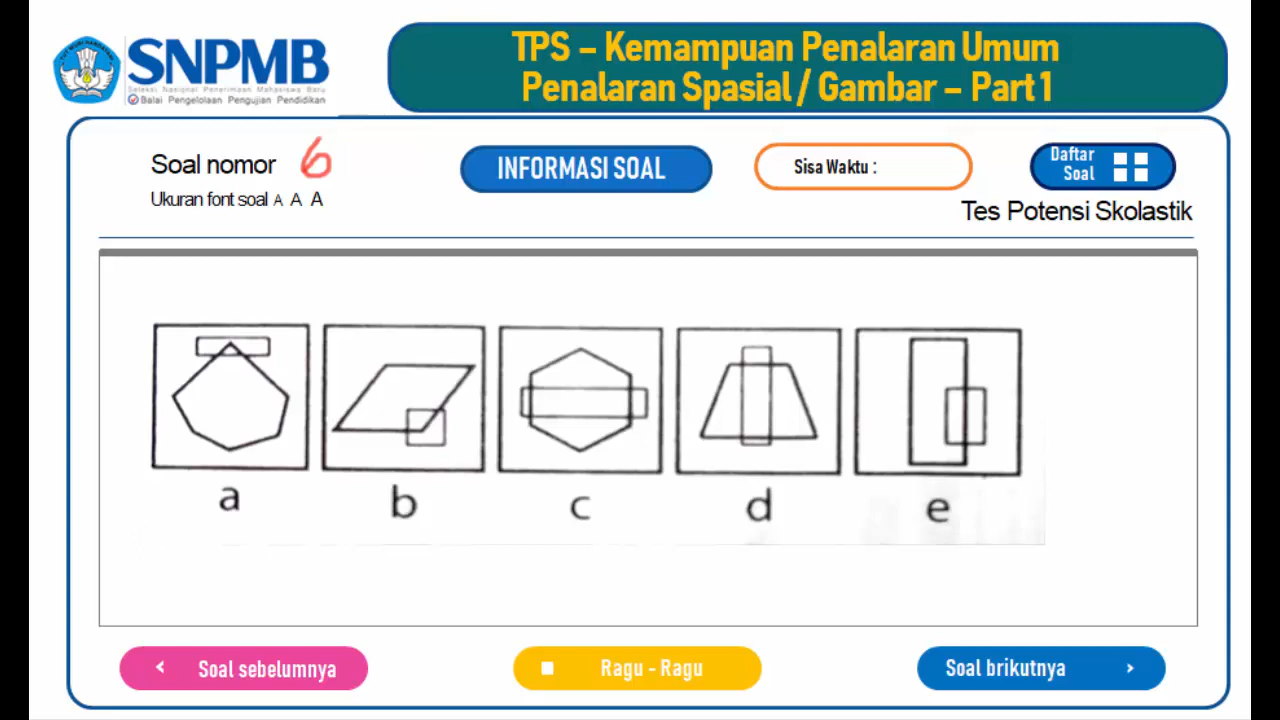 TPS – Kemampuan Penalaran Umum
Penalaran Spasial / Gambar – Part 1
SNPMB
Seleksi Nasional Penerimaan Mahasiswa Baru
Balai Pengelolaan Pengujian Pendidikan
Soal nomor 6
Ukuran font soal A A A
INFORMASI SOAL
Sisa Waktu :
Daftar
Soal
Tes Potensi Skolastik
a b c d e
< Soal sebelumnya
Ragu - Ragu
Soal brikutnya >